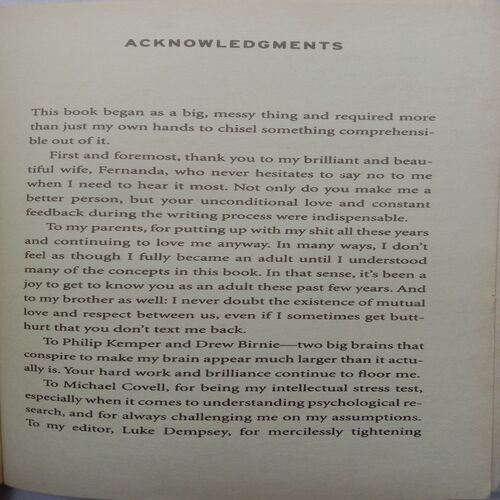 ACKNOWLEDGMENTS
This book began as a big, messy thing and required more
than just my own hands to chisel something comprehensi-
ble out of it.
First and foremost, thank you to my brilliant and beau-
tiful wife, Fernanda, who never hesitates to say no to me
when I need to hear it most. Not only do you make me a
better person, but your unconditional love and constant
feedback during the writing process were indispensable.
To my parents, for putting up with my shit all these years
and continuing to love me anyway. In many ways, I don't
feel as though I fully became an adult until I understood
many of the concepts in this book. In that sense, it's been a
joy to get to know you as an adult these past few years. And
to my brother as well: I never doubt the existence of mutual
love and respect between us, even if I sometimes get butt-
hurt that you don't text me back.
To Philip Kemper and Drew Birnie—two big brains that
conspire to make my brain appear much larger than it actu-
ally is. Your hard work and brilliance continue to floor me.
To Michael Covell, for being my intellectual stress test,
especially when it comes to understanding psychological re-
search, and for always challenging me on my assumptions.
To my editor, Luke Dempsey, for mercilessly tightening